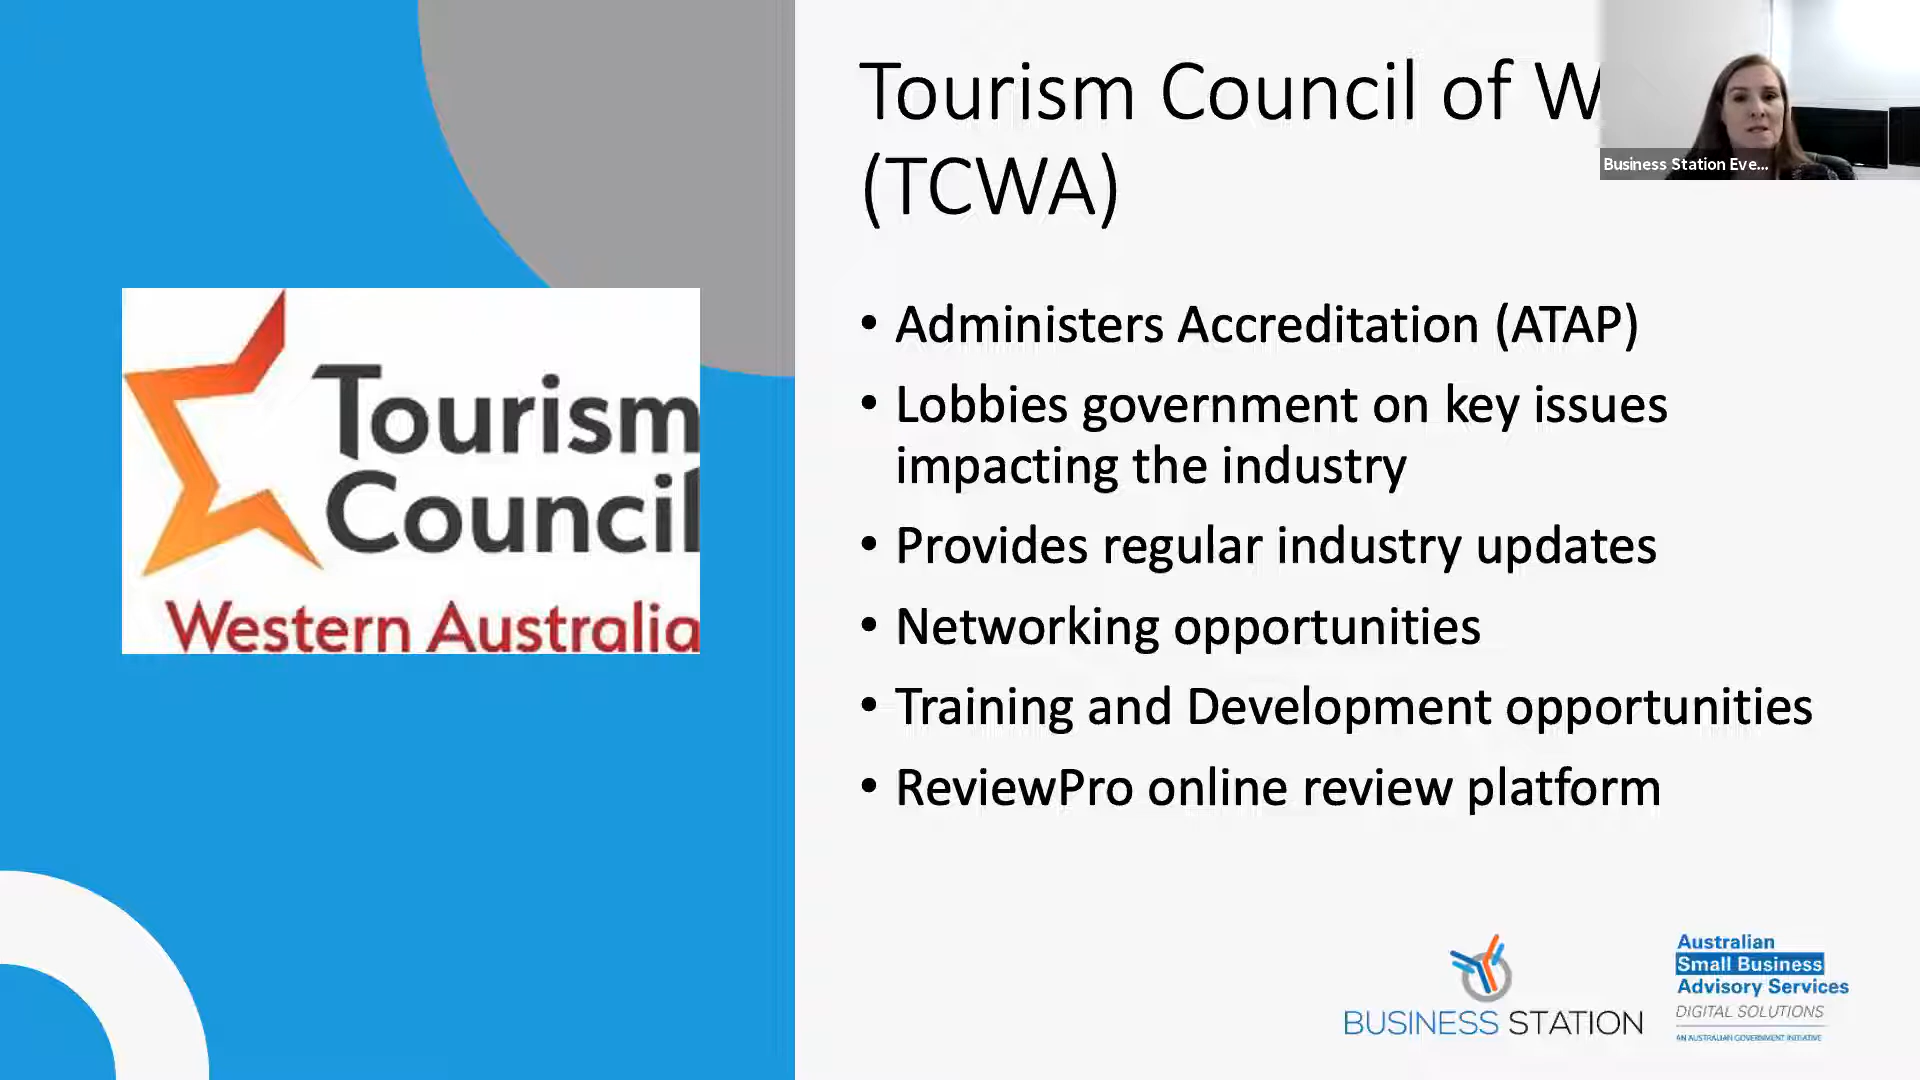 Tourism Council of W
(TCWA)
Business Station Eve...
Tourism
Council
Western Australia
• Administers Accreditation (ATAP)
• Lobbies government on key issues
impacting the industry
• Provides regular industry updates
• Networking opportunities
• Training and Development opportunities
• ReviewPro online review platform
BUSINESS STATION
Australian
Small Business
Advisory Services
DIGITAL SOLUTIONS
AN AUSTRALIAN GOVERNMENT INITIATIVE